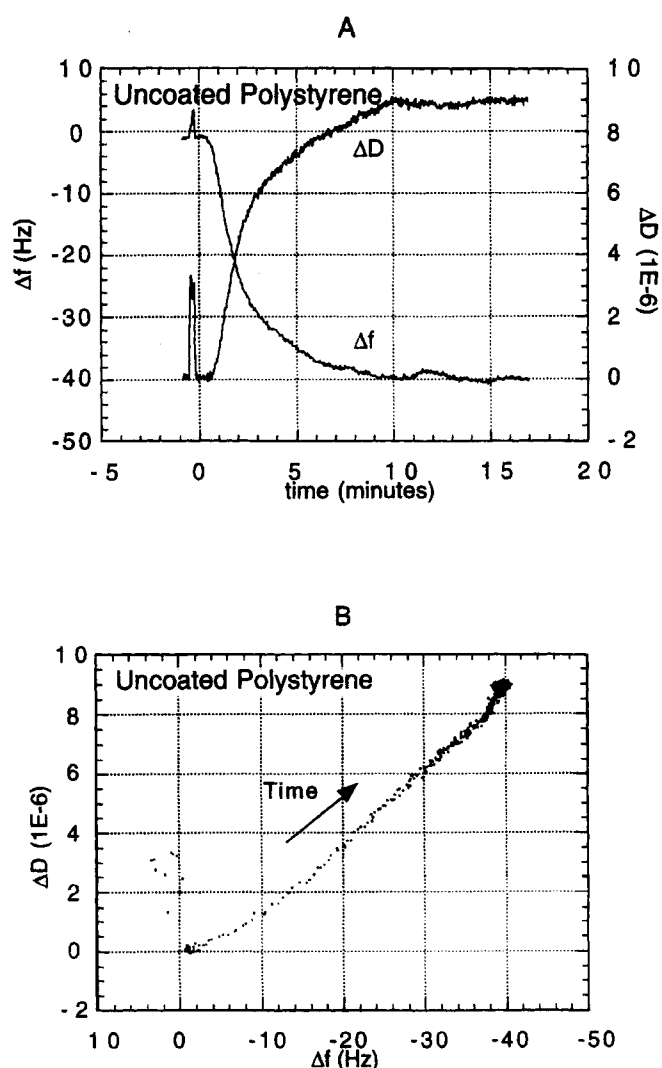 A
Uncoated Polystyrene
10
0
-10
-20
-30
-40
-50
Δf (Hz)
ΔD
Δf
10
8
6
4
2
0
-2
ΔD (1E-6)
-5 0 5 10 15 20
time (minutes)
B
Uncoated Polystyrene
10
8
6
4
2
0
-2
ΔD (1E-6)
Time
10 0 -10 -20 -30 -40 -50
Δf (Hz)